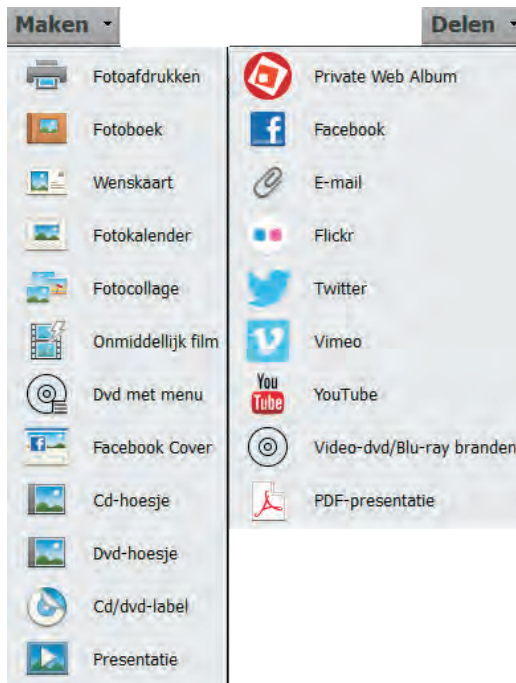 Maken
Fotoafdrukken
Fotoboek
Wenskaart
Fotokalender
Fotocollage
Onmiddellijk film
Dvd met menu
Facebook Cover
Cd-hoesje
Dvd-hoesje
Cd/dvd-label
Presentatie
Delen
Private Web Album
Facebook
E-mail
Flickr
Twitter
Vimeo
You
Tube
YouTube
Video-dvd/Blu-ray branden
PDF-presentatie